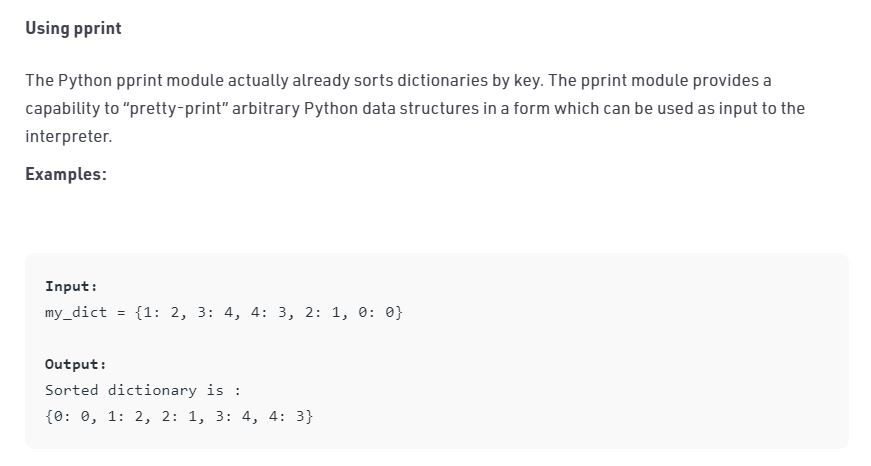 Using pprint
The Python pprint module actually already sorts dictionaries by key. The pprint module provides a
capability to “pretty-print” arbitrary Python data structures in a form which can be used as input to the
interpreter.
Examples:
Input:
my_dict = {1: 2, 3: 4, 4: 3, 2: 1, 0: 0}
Output:
Sorted dictionary is :
{0: 0, 1: 2, 2: 1, 3: 4, 4: 3}